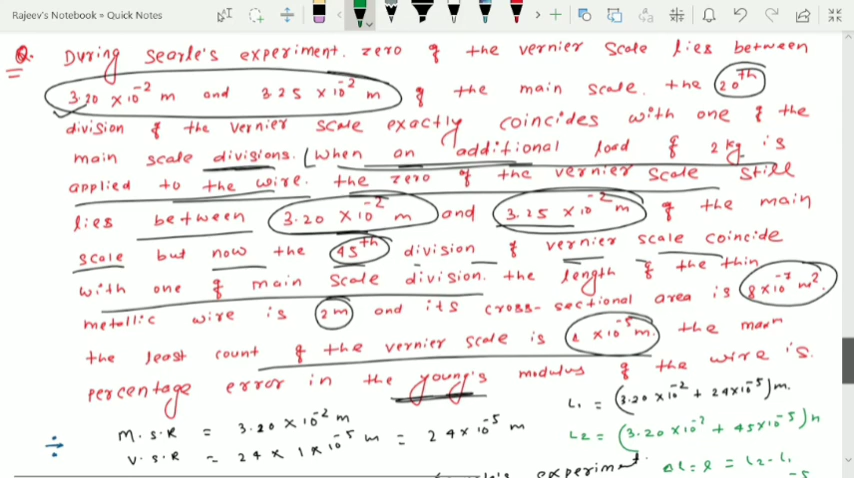 Rajeev's Notebook » Quick Notes
Q. During Searle's experiment. zero of the vernier Scale lies between
3.20 × 10⁻² m and 3.25 × 10⁻² m of the main scale. the 20th
division of the vernier scale exactly coincides with one of the
main scale divisions. (when an additional load of 2 kg is
applied to the wire. the zero of the vernier scale still
lies between 3.20 × 10⁻² m and 3.25 × 10⁻² m of the main
scale but now the 45th division of vernier scale coincide
with one of main scale division. the length of the thin
metallic wire is 2m and its cross-sectional area is 8×10⁻⁷ m².
the least count of the vernier scale is 1 ×10⁻⁵ m. the maxm
percentage error in the young's modulus of the wire is.
M.S.R = 3.20 × 10⁻² m
V.S.R = 24 × 1 × 10⁻⁵ m = 24 × 10⁻⁵ m
L₁ = (3.20 × 10⁻² + 24×10⁻⁵) m.
L2 = (3.20 × 10⁻² + 45×10⁻⁵) m
experiment.
ΔL = l = L₂ - L₁